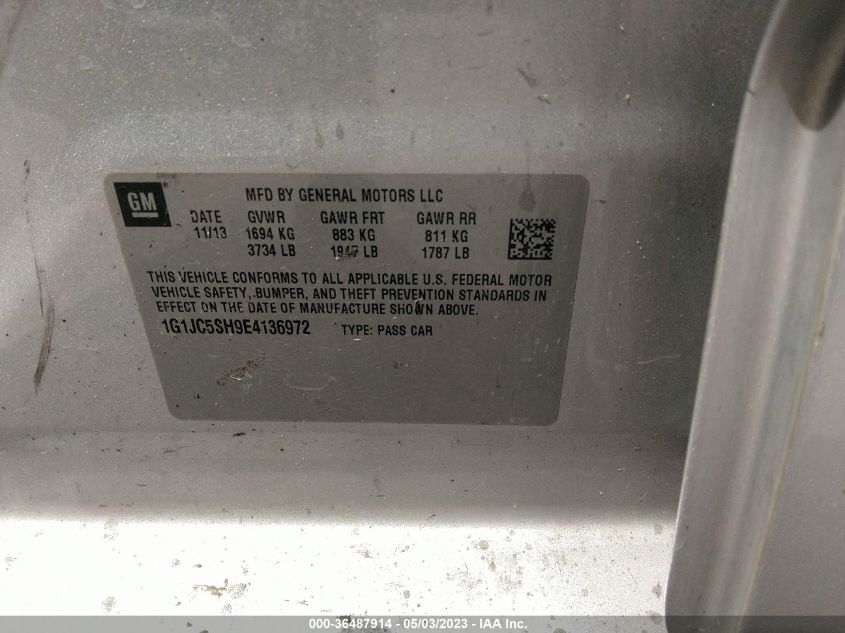 GM
MFD BY GENERAL MOTORS LLC
DATE GVWR GAWR FRT GAWR RR
11/13 1694 KG 883 KG 811 KG
3734 LB 1947 LB 1787 LB
THIS VEHICLE CONFORMS TO ALL APPLICABLE U.S. FEDERAL MOTOR
VEHICLE SAFETY, BUMPER, AND THEFT PREVENTION STANDARDS IN
EFFECT ON THE DATE OF MANUFACTURE SHOWN ABOVE.
1G1JC5SH9E4136972 TYPE: PASS CAR
000-36487914 - 05/03/2023 - IAA Inc.